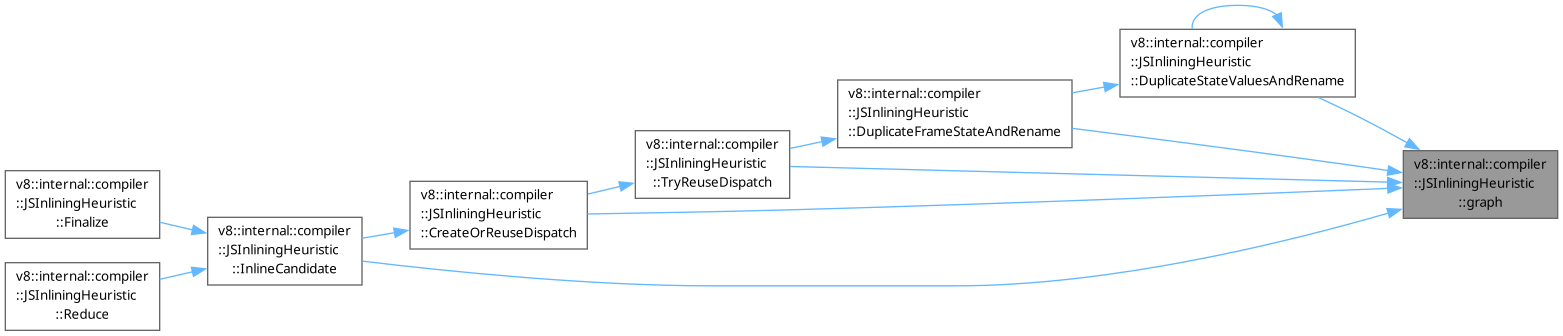 v8::internal::compiler
::JSInliningHeuristic
::DuplicateStateValuesAndRename
v8::internal::compiler
::JSInliningHeuristic
::DuplicateFrameStateAndRename
v8::internal::compiler
::JSInliningHeuristic
::TryReuseDispatch
v8::internal::compiler
::JSInliningHeuristic
::graph
v8::internal::compiler
::JSInliningHeuristic
::Finalize
v8::internal::compiler
::JSInliningHeuristic
::CreateOrReuseDispatch
v8::internal::compiler
::JSInliningHeuristic
::InlineCandidate
v8::internal::compiler
::JSInliningHeuristic
::Reduce